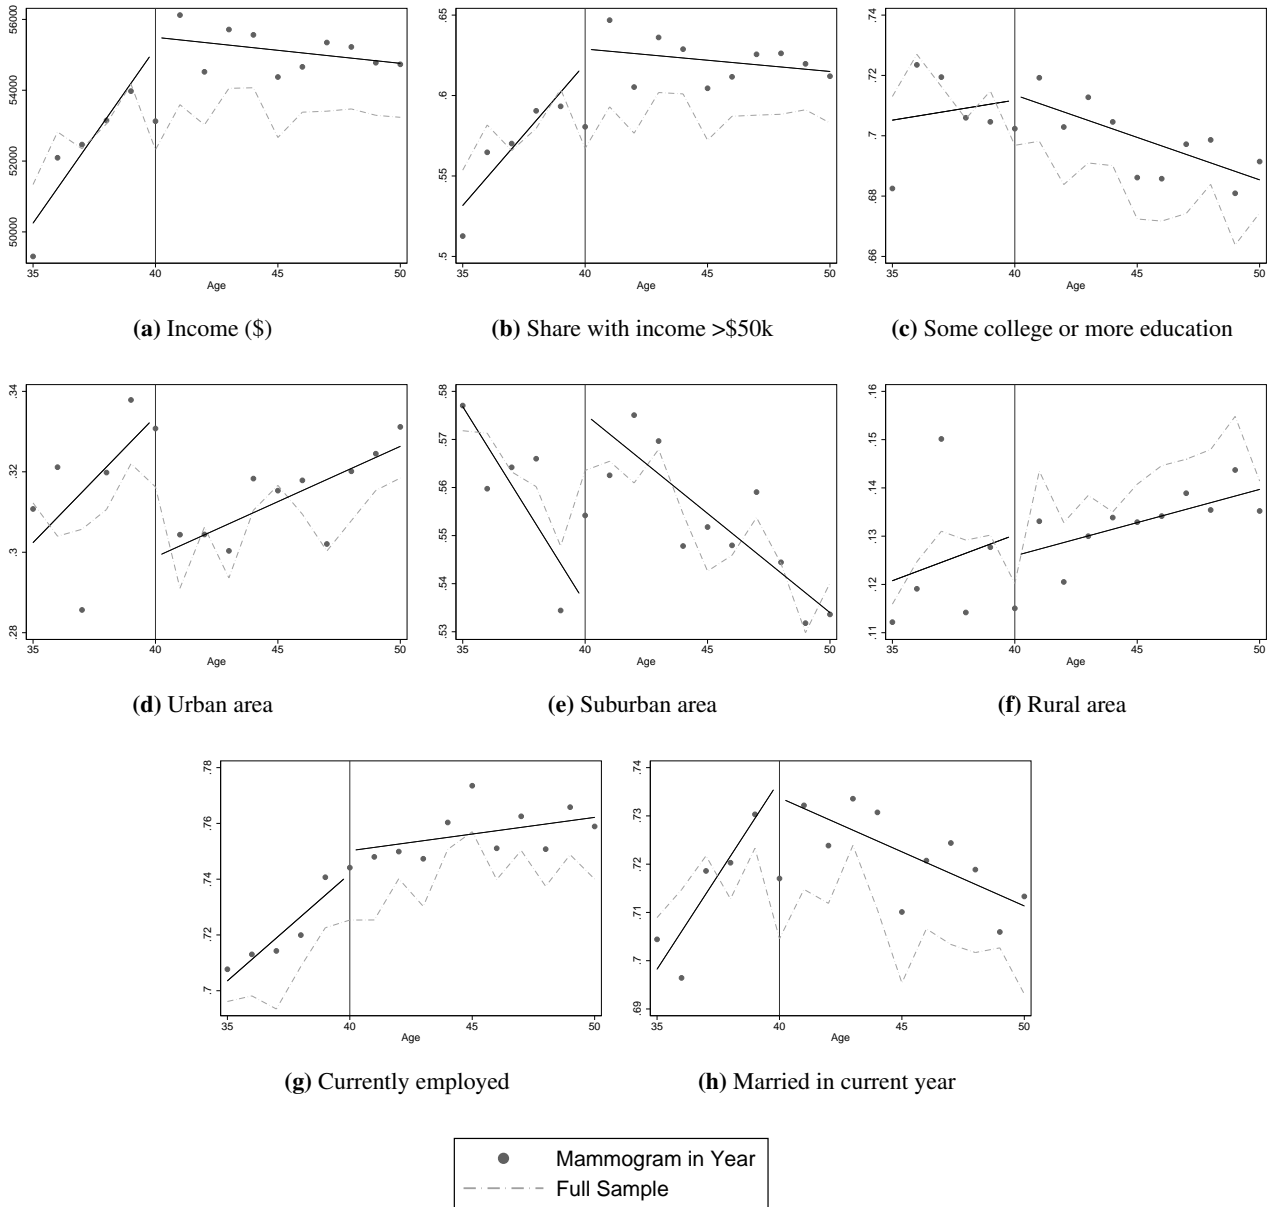 56000
54000
52000
50000
35 40 45 50
Age
(a) Income ($)
.65
.6
.55
.5
35 40 45 50
Age
(b) Share with income >$50k
.74
.72
.7
.68
.66
35 40 45 50
Age
(c) Some college or more education
.34
.32
.3
.28
35 40 45 50
Age
(d) Urban area
.58
.57
.56
.55
.54
.53
35 40 45 50
Age
(e) Suburban area
.16
.15
.14
.13
.12
.11
35 40 45 50
Age
(f) Rural area
.78
.76
.74
.72
.7
35 40 45 50
Age
(g) Currently employed
.74
.73
.72
.71
.7
.69
35 40 45 50
Age
(h) Married in current year
Mammogram in Year
Full Sample